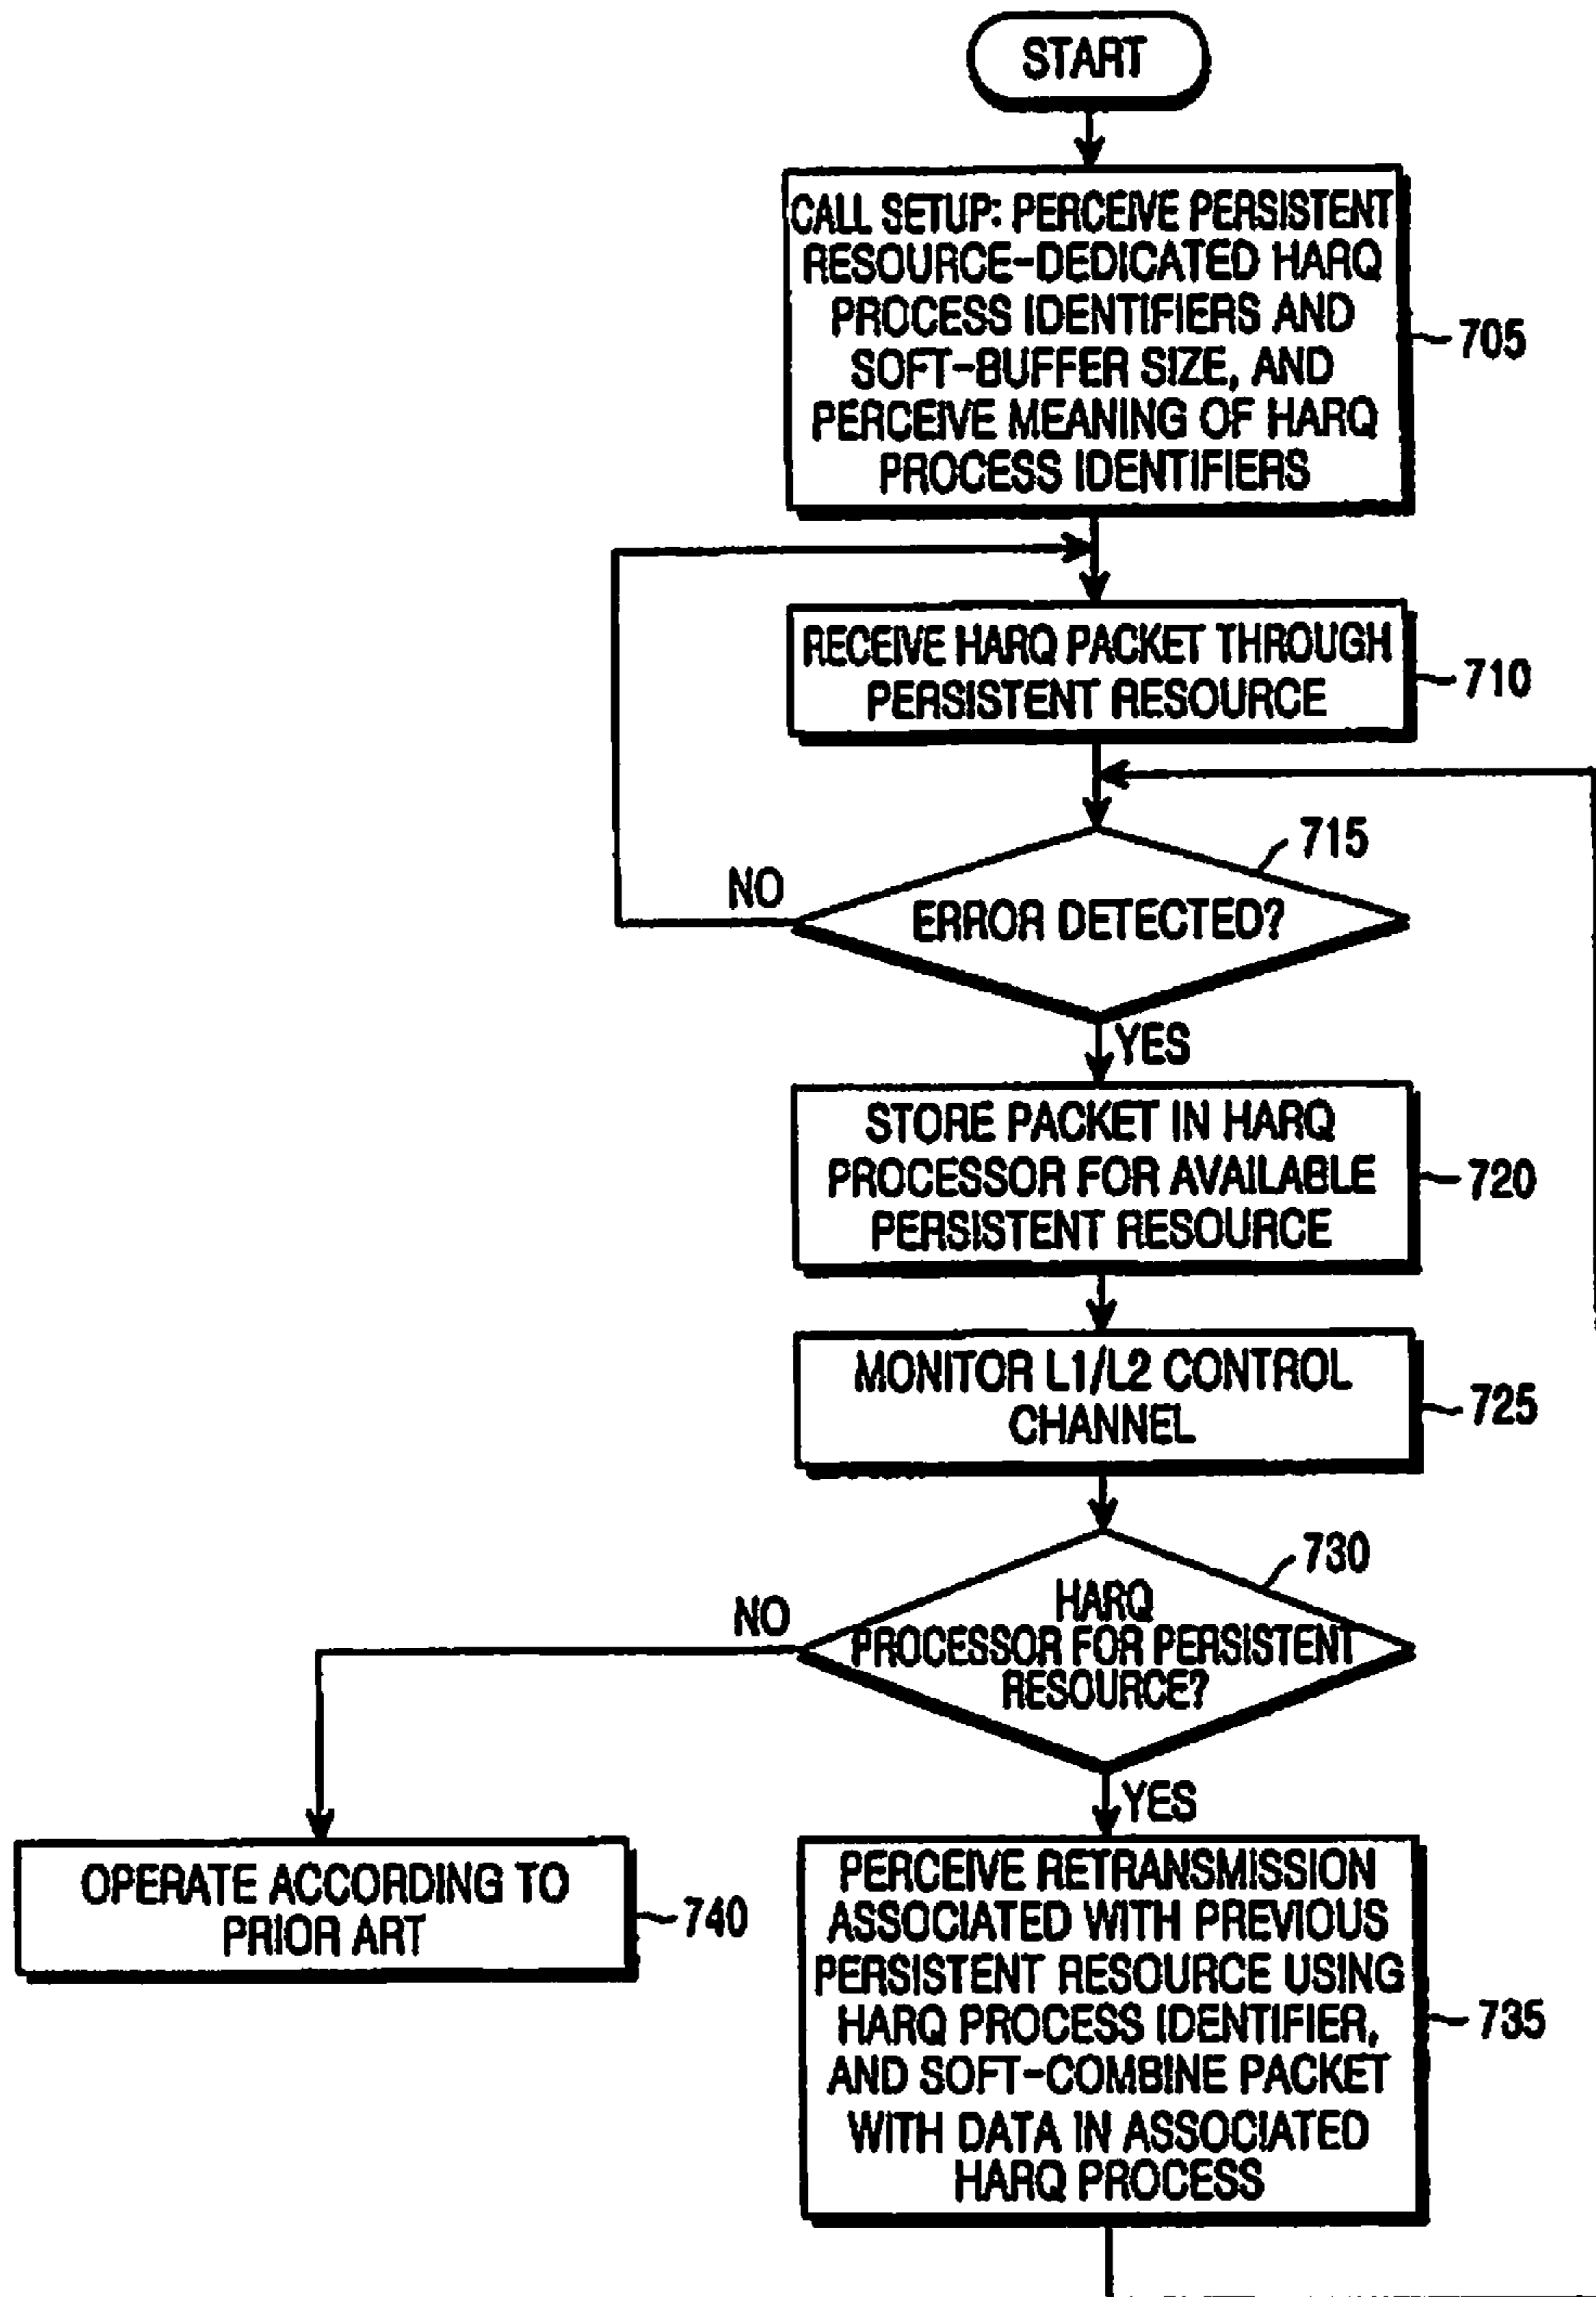 START
CALL SETUP: PERCEIVE PERSISTENT
RESOURCE-DEDICATED HARQ
PROCESS IDENTIFIERS AND
SOFT-BUFFER SIZE, AND
PERCEIVE MEANING OF HARQ
PROCESS IDENTIFIERS
705
RECEIVE HARQ PACKET THROUGH
PERSISTENT RESOURCE
710
715
NO
ERROR DETECTED?
YES
STORE PACKET IN HARQ
PROCESSOR FOR AVAILABLE
PERSISTENT RESOURCE
720
MONITOR L1/L2 CONTROL
CHANNEL
725
730
NO
HARQ
PROCESSOR FOR PERSISTENT
RESOURCE?
YES
OPERATE ACCORDING TO
PRIOR ART
740
PERCEIVE RETRANSMISSION
ASSOCIATED WITH PREVIOUS
PERSISTENT RESOURCE USING
HARQ PROCESS IDENTIFIER,
AND SOFT-COMBINE PACKET
WITH DATA IN ASSOCIATED
HARQ PROCESS
735